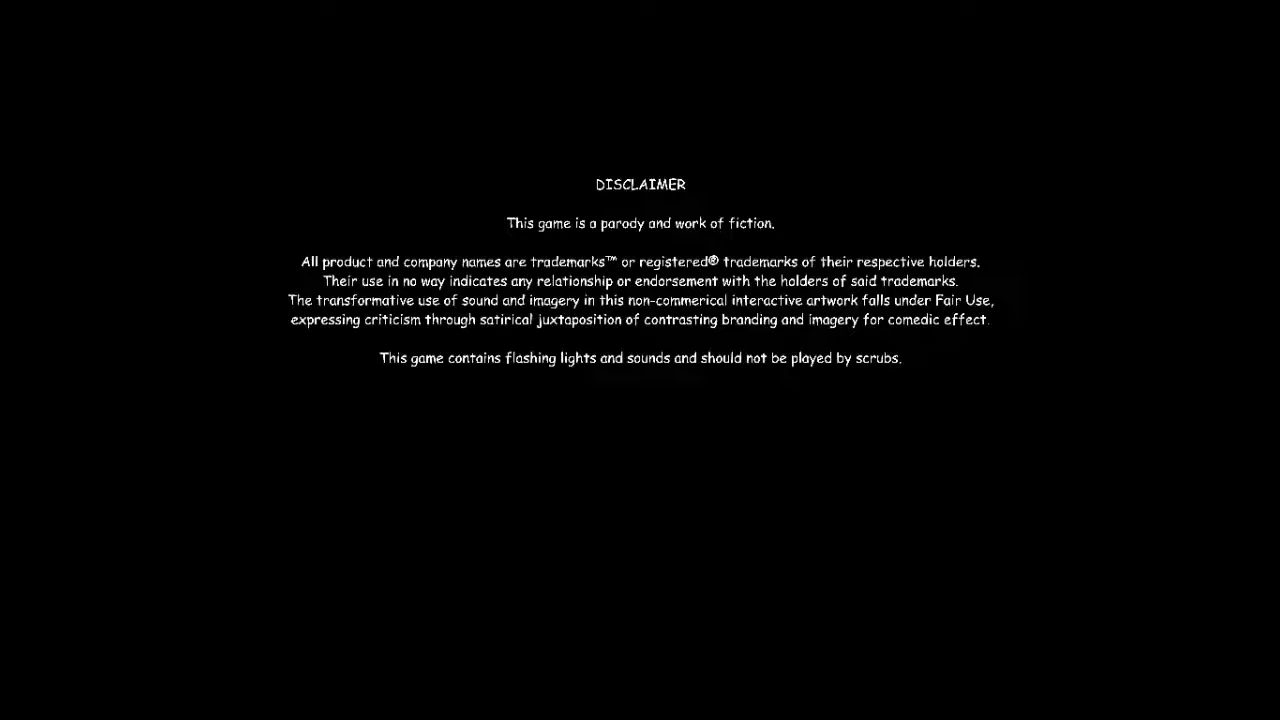 DISCLAIMER
This game is a parody and work of fiction.
All product and company names are trademarks™ or registered® trademarks of their respective holders.
Their use in no way indicates any relationship or endorsement with the holders of said trademarks.
The transformative use of sound and imagery in this non-commerical interactive artwork falls under Fair Use,
expressing criticism through satirical juxtaposition of contrasting branding and imagery for comedic effect.
This game contains flashing lights and sounds and should not be played by scrubs.